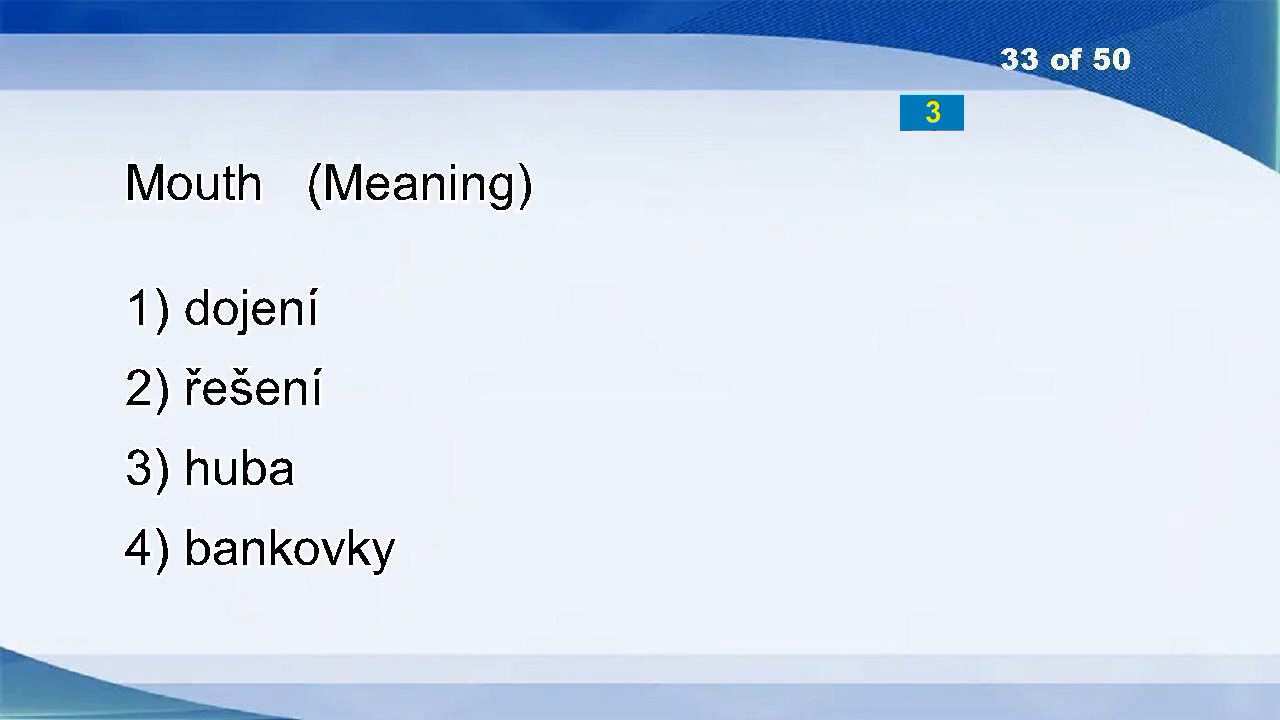 33 of 50
3
Mouth (Meaning)
1) dojení
2) řešení
3) huba
4) bankovky